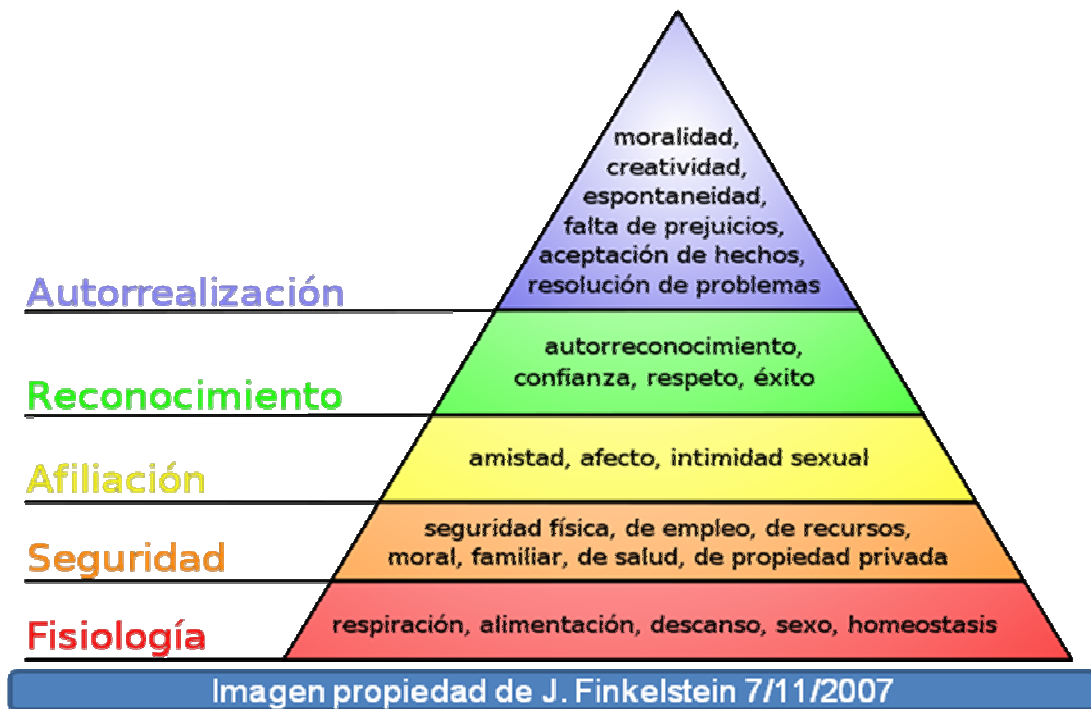 moralidad,
creatividad,
espontaneidad,
falta de prejuicios,
aceptación de hechos,
resolución de problemas
Autorrealización
autorreconocimiento,
confianza, respeto, éxito
Reconocimiento
amistad, afecto, intimidad sexual
Afiliación
seguridad física, de empleo, de recursos,
moral, familiar, de salud, de propiedad privada
Seguridad
respiración, alimentación, descanso, sexo, homeostasis
Fisiología
Imagen propiedad de J. Finkelstein 7/11/2007